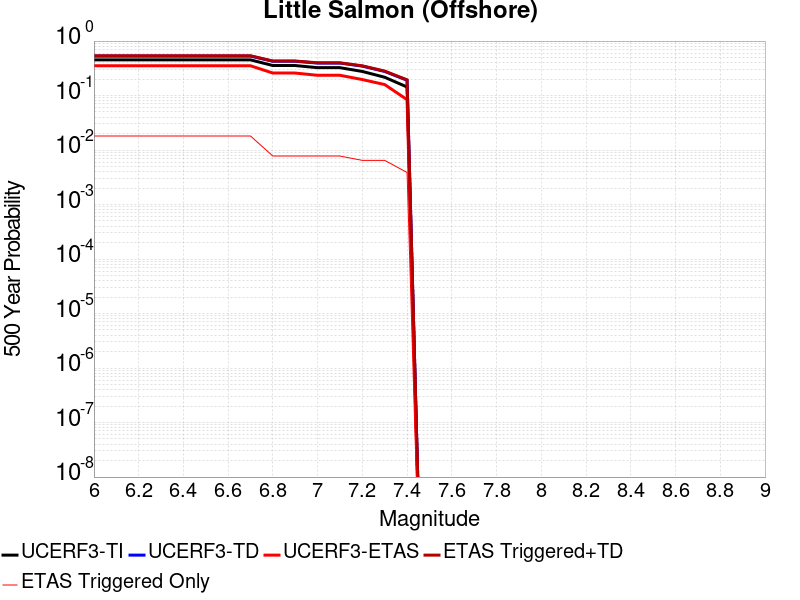 Little Salmon (Offshore)
10^0
10^-1
10^-2
10^-3
10^-4
10^-5
10^-6
10^-7
10^-8
500 Year Probability
6 6.2 6.4 6.6 6.8 7 7.2 7.4 7.6 7.8 8 8.2 8.4 8.6 8.8 9
Magnitude
UCERF3-TI UCERF3-TD UCERF3-ETAS ETAS Triggered+TD
ETAS Triggered Only